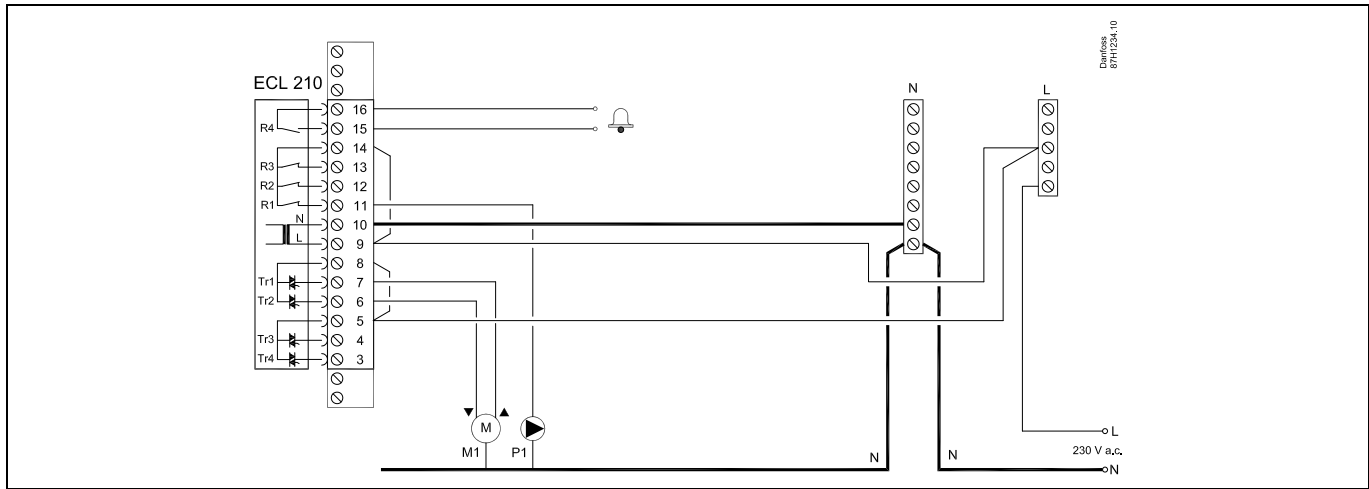 Danfoss
87H1234.10
ECL 210
N
L
16
R4
15
14
R3
13
R2
12
R1
11
N
10
L
9
8
Tr1
7
Tr2
6
5
Tr3
4
Tr4
3
M
M1
P1
L
230 V a.c.
N
N
N